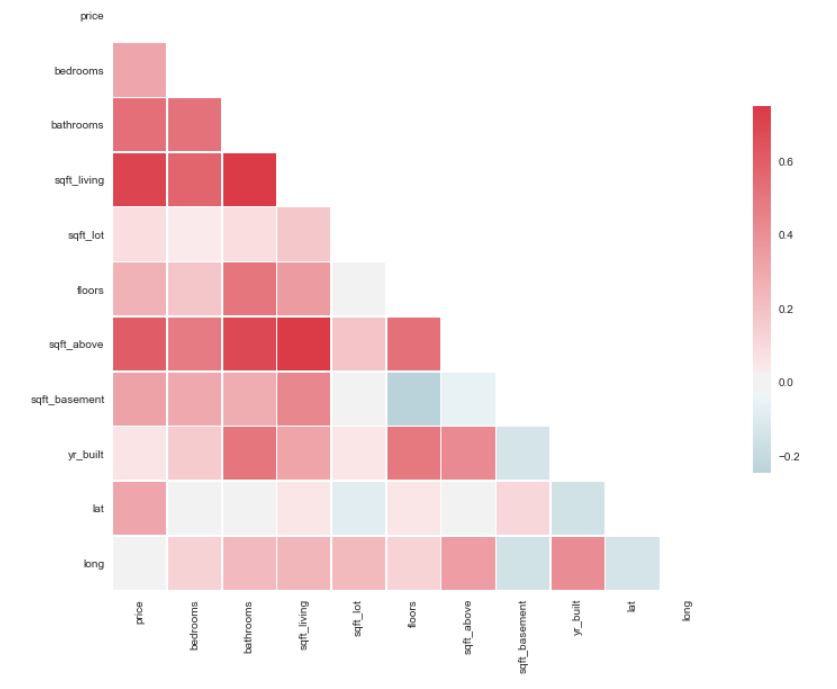 price
bedrooms
bathrooms
sqft_living
sqft_lot
floors
sqft_above
sqft_basement
yr_built
lat
long
price
bedrooms
bathrooms
sqft_living
sqft_lot
floors
sqft_above
sqft_basement
yr_built
lat
long
0.6
0.4
0.2
0.0
−0.2